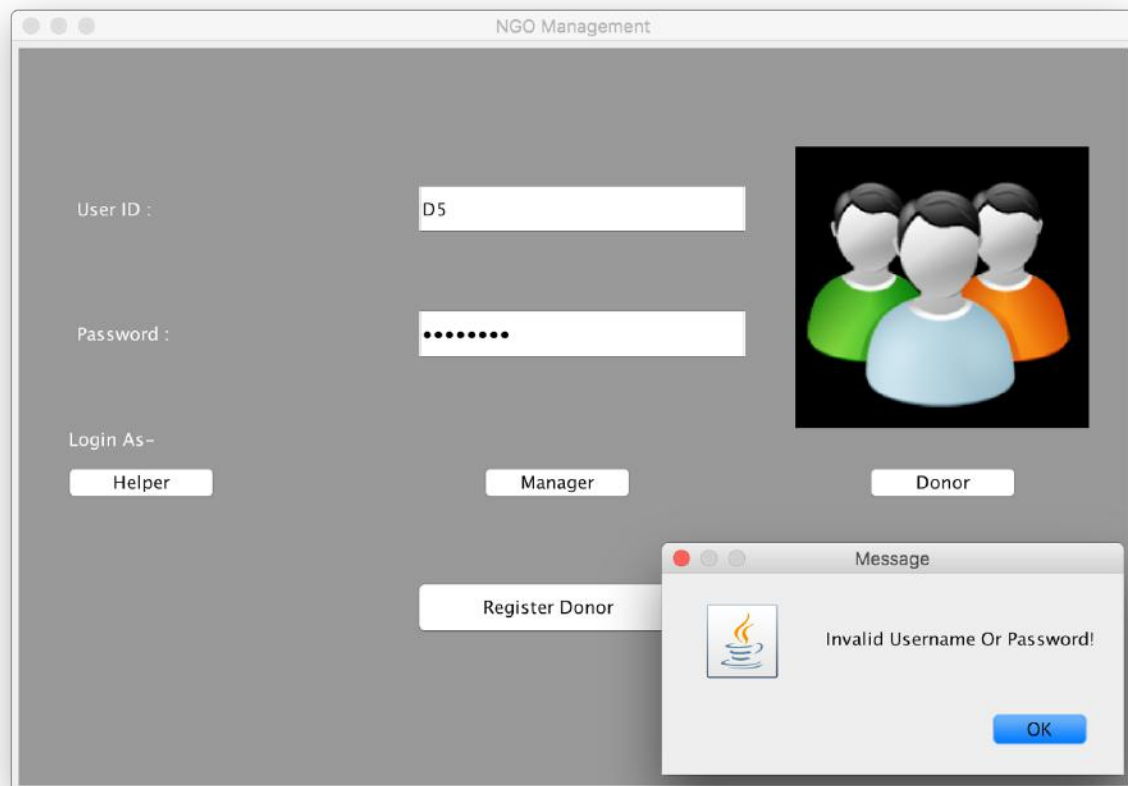 NGO Management
User ID :
D5
Password :
••••••••
Login As-
Helper
Manager
Donor
Register Donor
Message
Invalid Username Or Password!
OK